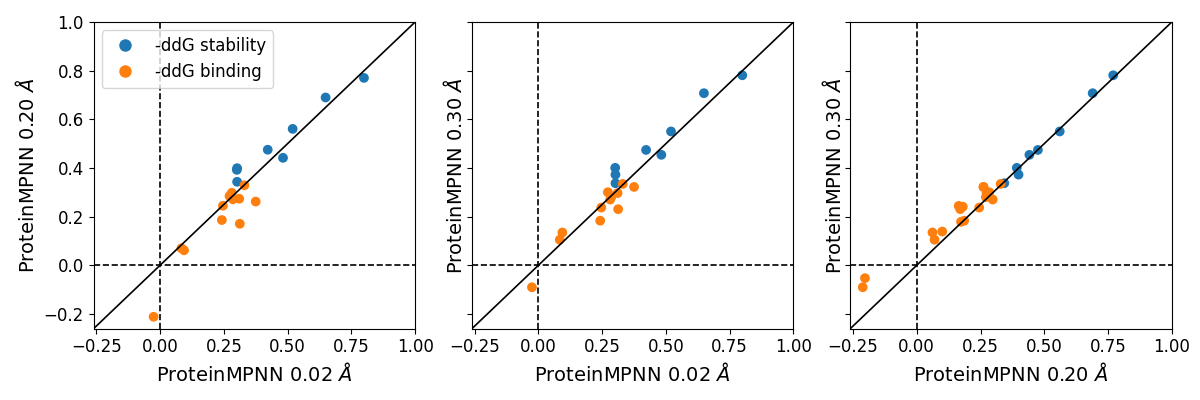 1.0
0.8
0.6
0.4
0.2
0.0
−0.2
ProteinMPNN 0.20 Å
-ddG stability
-ddG binding
−0.25 0.00 0.25 0.50 0.75 1.00
ProteinMPNN 0.02 Å
ProteinMPNN 0.30 Å
−0.25 0.00 0.25 0.50 0.75 1.00
ProteinMPNN 0.02 Å
ProteinMPNN 0.30 Å
−0.25 0.00 0.25 0.50 0.75 1.00
ProteinMPNN 0.20 Å